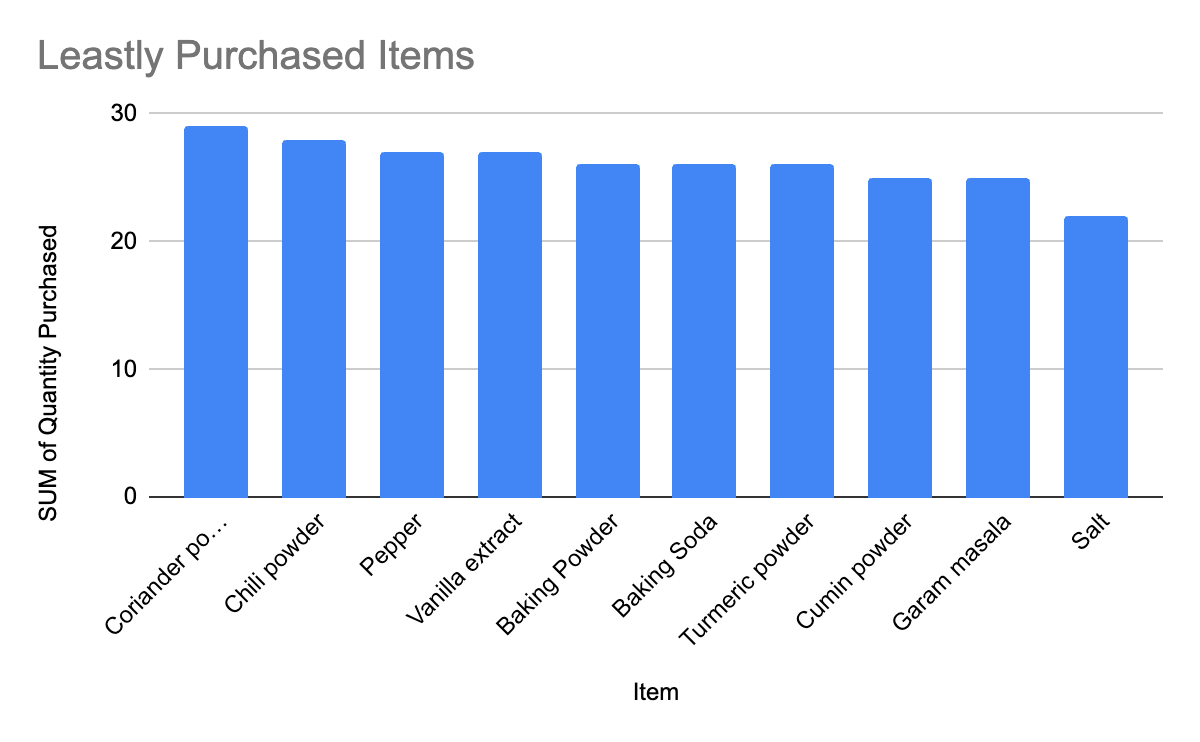 Leastly Purchased Items
SUM of Quantity Purchased
30
20
10
0
Coriander po…
Chili powder
Pepper
Vanilla extract
Baking Powder
Baking Soda
Turmeric powder
Cumin powder
Garam masala
Salt
Item